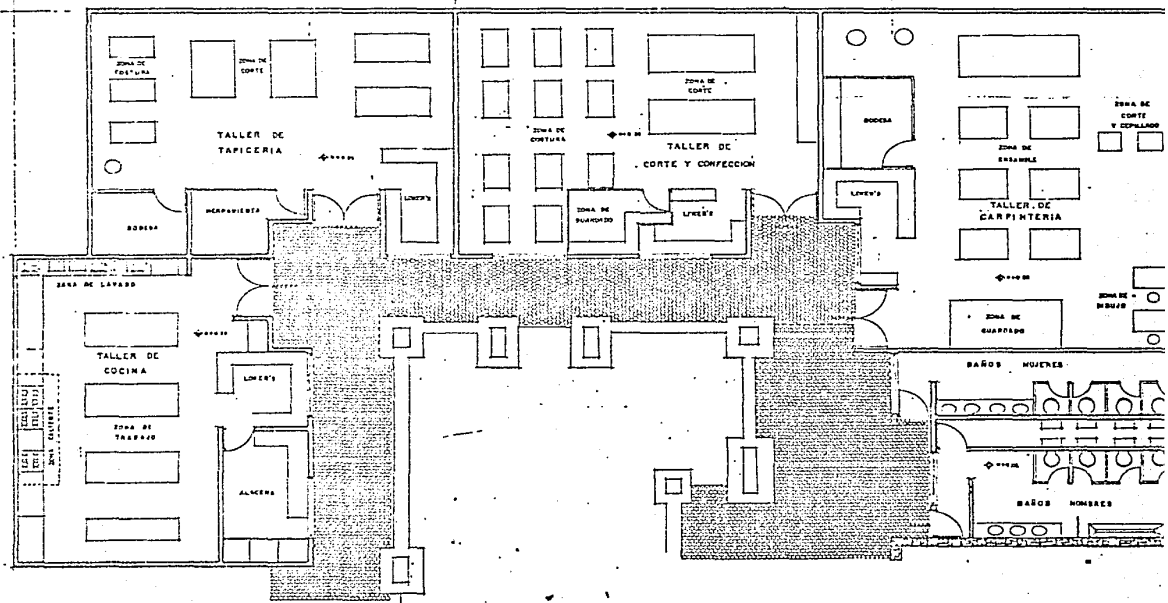 ZONA DE
COSTURA
ZONA DE
CORTE
TALLER DE
TAPICERIA
BODEGA
HERRAMIENTA
LOKER'S
ZONA DE
COSTURA
ZONA DE
CORTE
TALLER DE
CORTE Y CONFECCION
ZONA DE
GUARDADO
LOKER'S
BODEGA
LOKER'S
ZONA DE
CORTE
Y CEPILLADO
ZONA DE
ENSAMBLE
TALLER DE
CARPINTERIA
ZONA DE
DIBUJO
ZONA DE
GUARDADO
ZONA DE LAVADO
TALLER DE
COCINA
LOKER'S
ZONA DE
TRABAJO
ZONA CALIENTE
ALACENA
BAÑOS MUJERES
BAÑOS HOMBRES